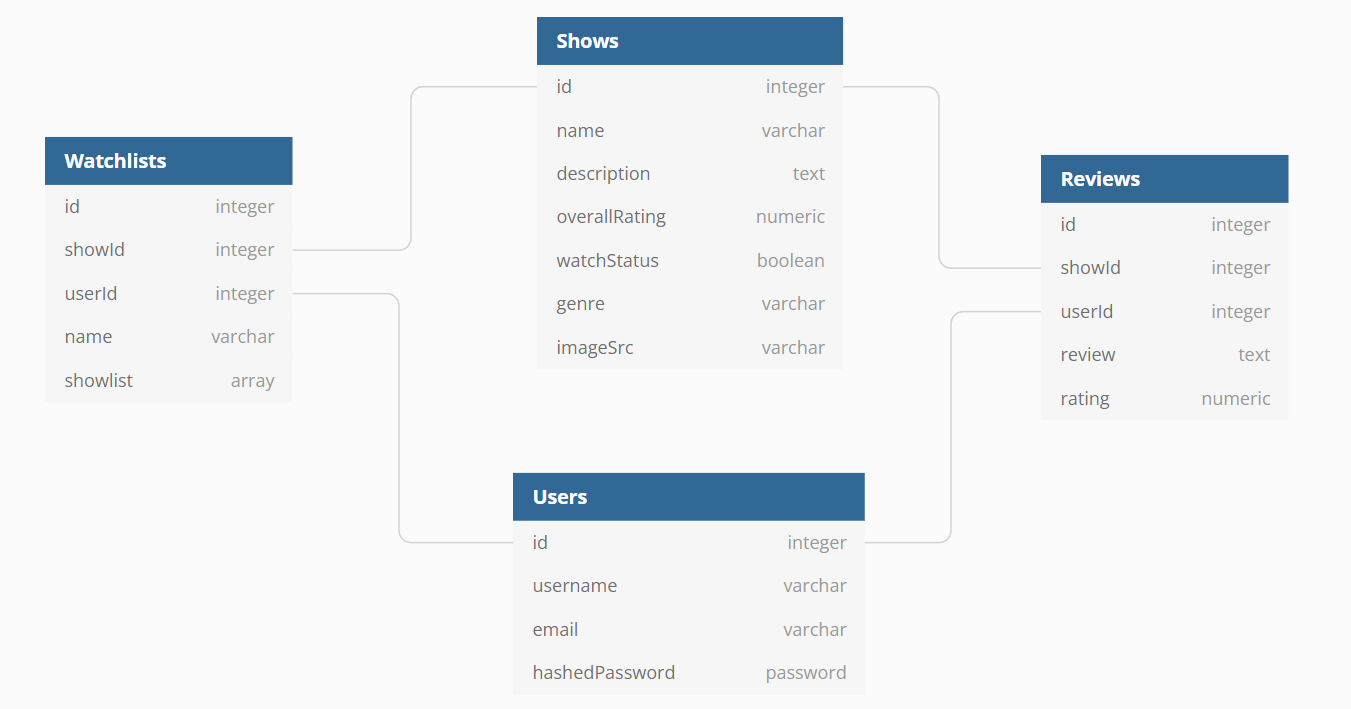 Shows
id integer
name varchar
description text
overallRating numeric
watchStatus boolean
genre varchar
imageSrc varchar
Watchlists
id integer
showId integer
userId integer
name varchar
showlist array
Reviews
id integer
showId integer
userId integer
review text
rating numeric
Users
id integer
username varchar
email varchar
hashedPassword password